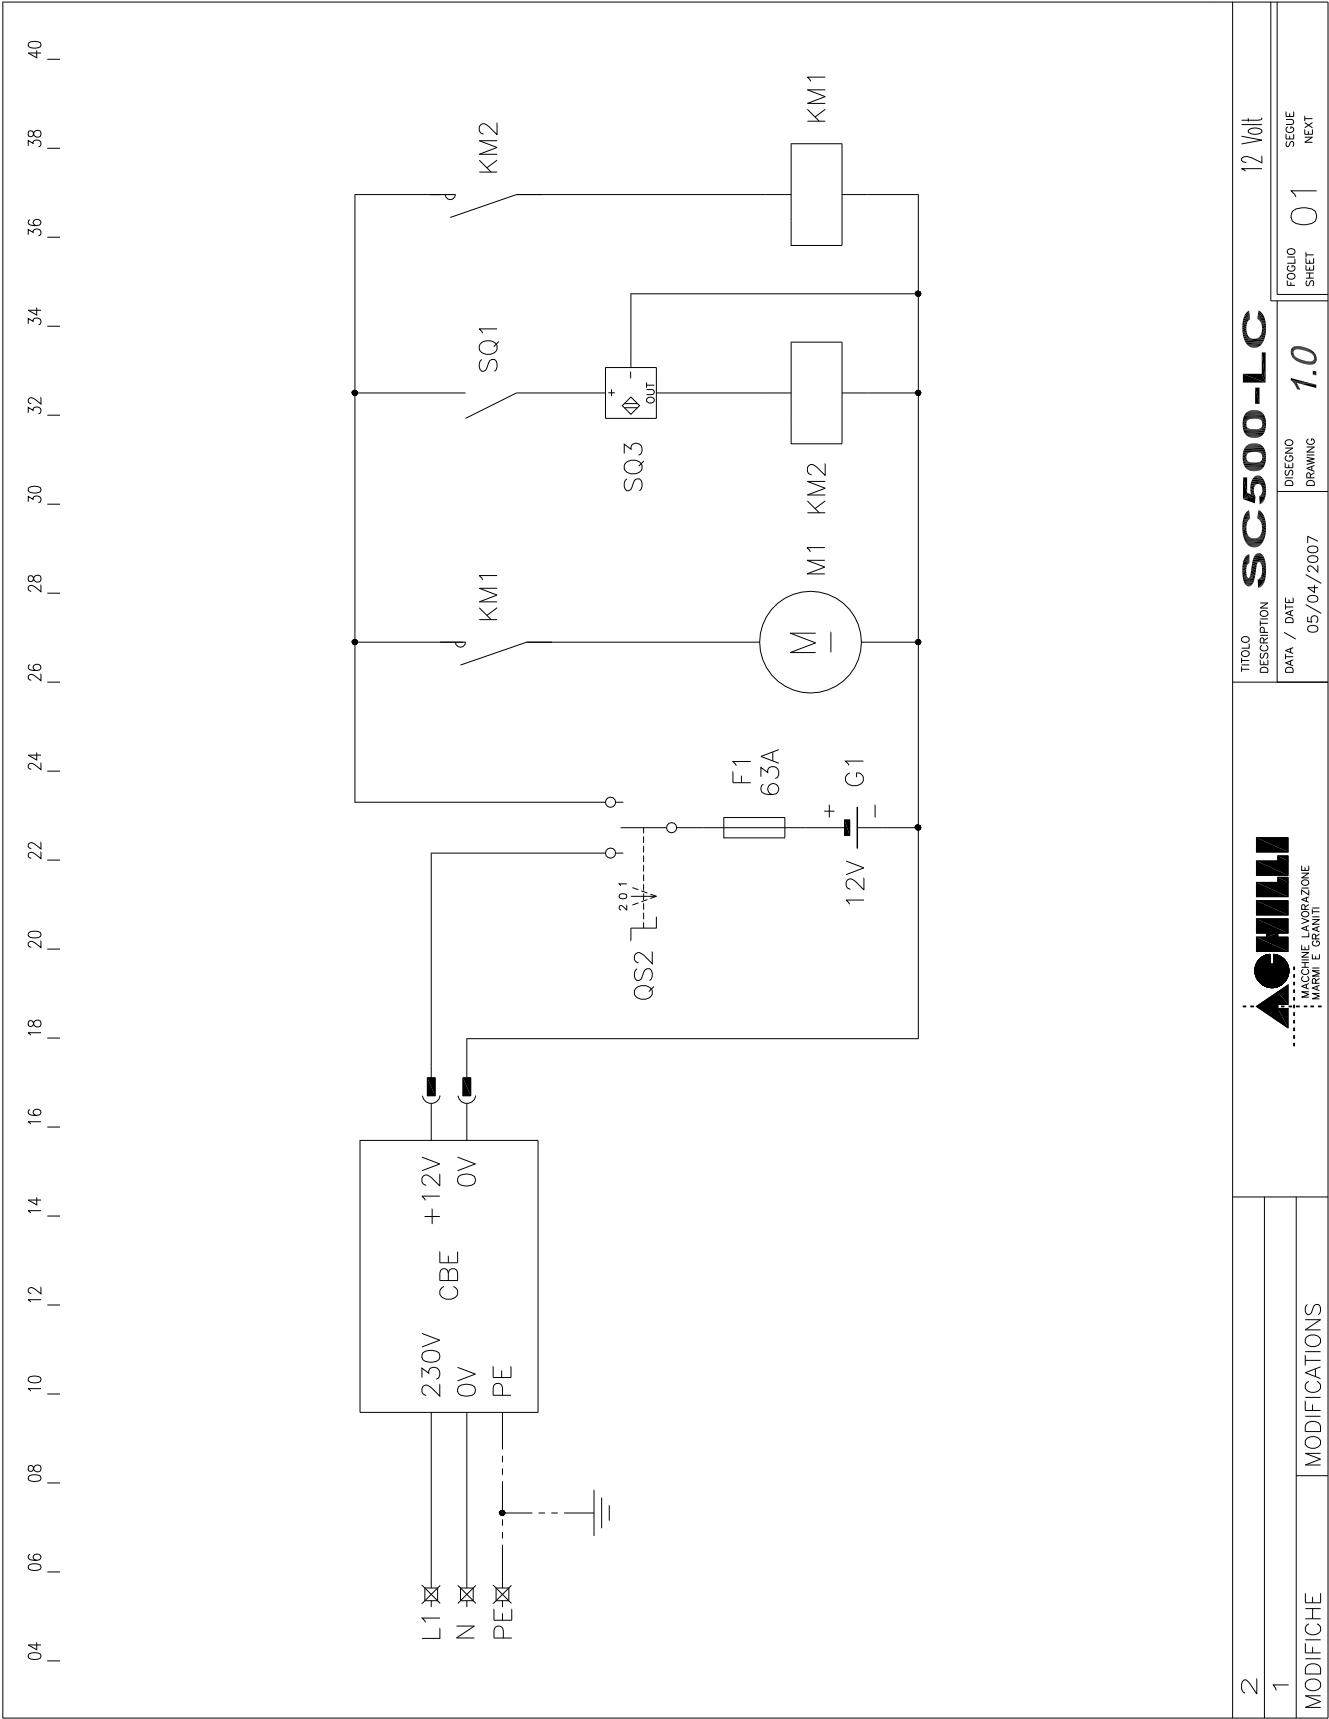 04 06 08 10 12 14 16 18 20 22 24 26 28 30 32 34 36 38 40
L1
N
PE
230V
0V
PE
CBE
+12V
0V
QS2
2 0 1
F1
63A
12V
+
−
G1
KM1
M
M1
SQ1
SQ3
+
−
OUT
KM2
KM2
KM1
2
1
MODIFICHE
MODIFICATIONS
ACHILLI
MACCHINE LAVORAZIONE
MARMI E GRANITI
TITOLO
DESCRIPTION
SC500-LC
12 Volt
DATA / DATE
05/04/2007
DISEGNO
DRAWING
1.0
FOGLIO
SHEET
01
SEGUE
NEXT